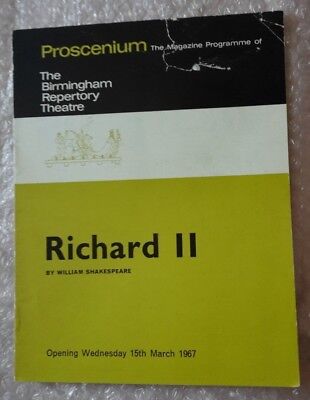 Proscenium The Magazine Programme of
The
Birmingham
Repertory
Theatre
Richard II
BY WILLIAM SHAKESPEARE
Opening Wednesday 15th March 1967